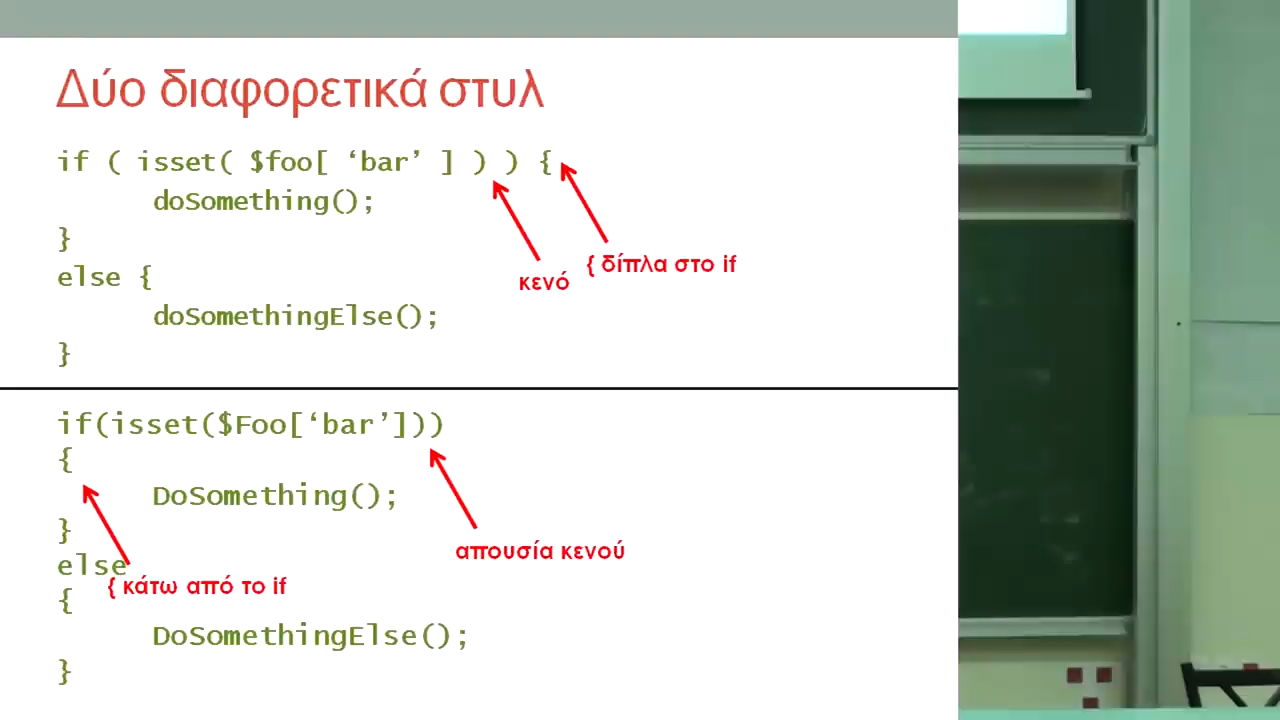 Δύο διαφορετικά στυλ
if ( isset( $foo[ ‘bar’ ] ) ) {
doSomething();
}
{ δίπλα στο if
κενό
else {
doSomethingElse();
}
if(isset($Foo[‘bar’]))
{
DoSomething();
}
απουσία κενού
else
{ κάτω από το if
{
DoSomethingElse();
}